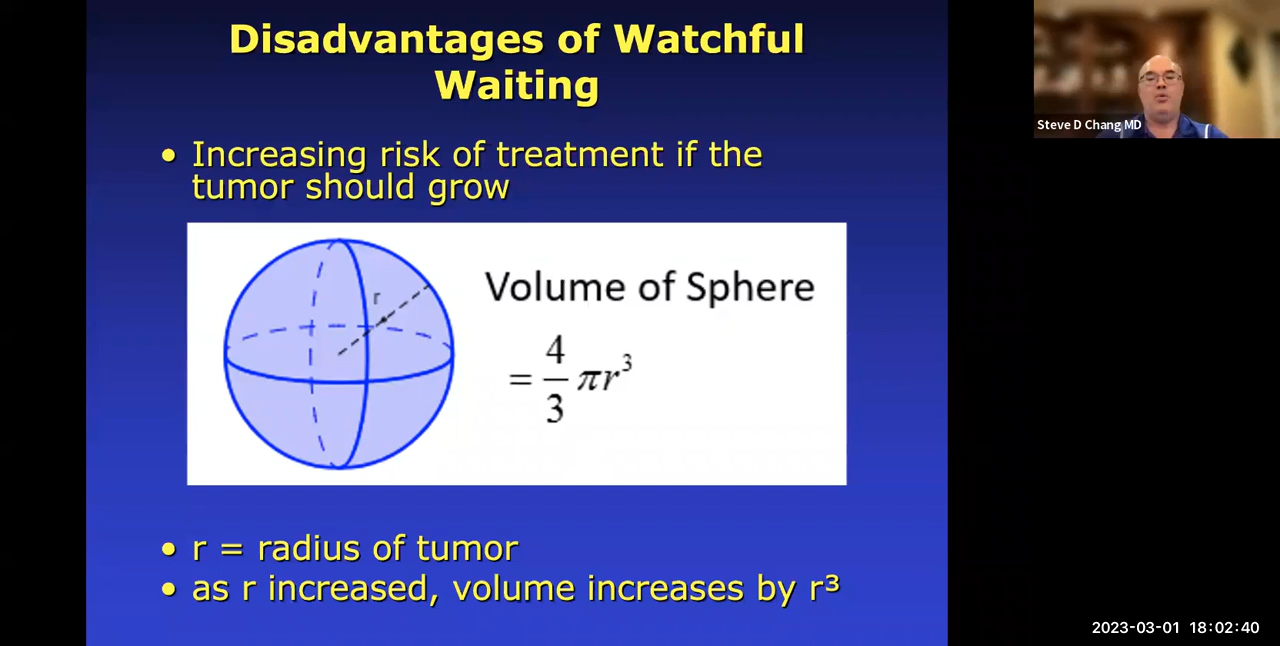 Disadvantages of Watchful
Waiting
• Increasing risk of treatment if the
tumor should grow
r
Volume of Sphere
= 4/3 πr³
• r = radius of tumor
• as r increased, volume increases by r³
Steve D Chang MD
2023-03-01 18:02:40